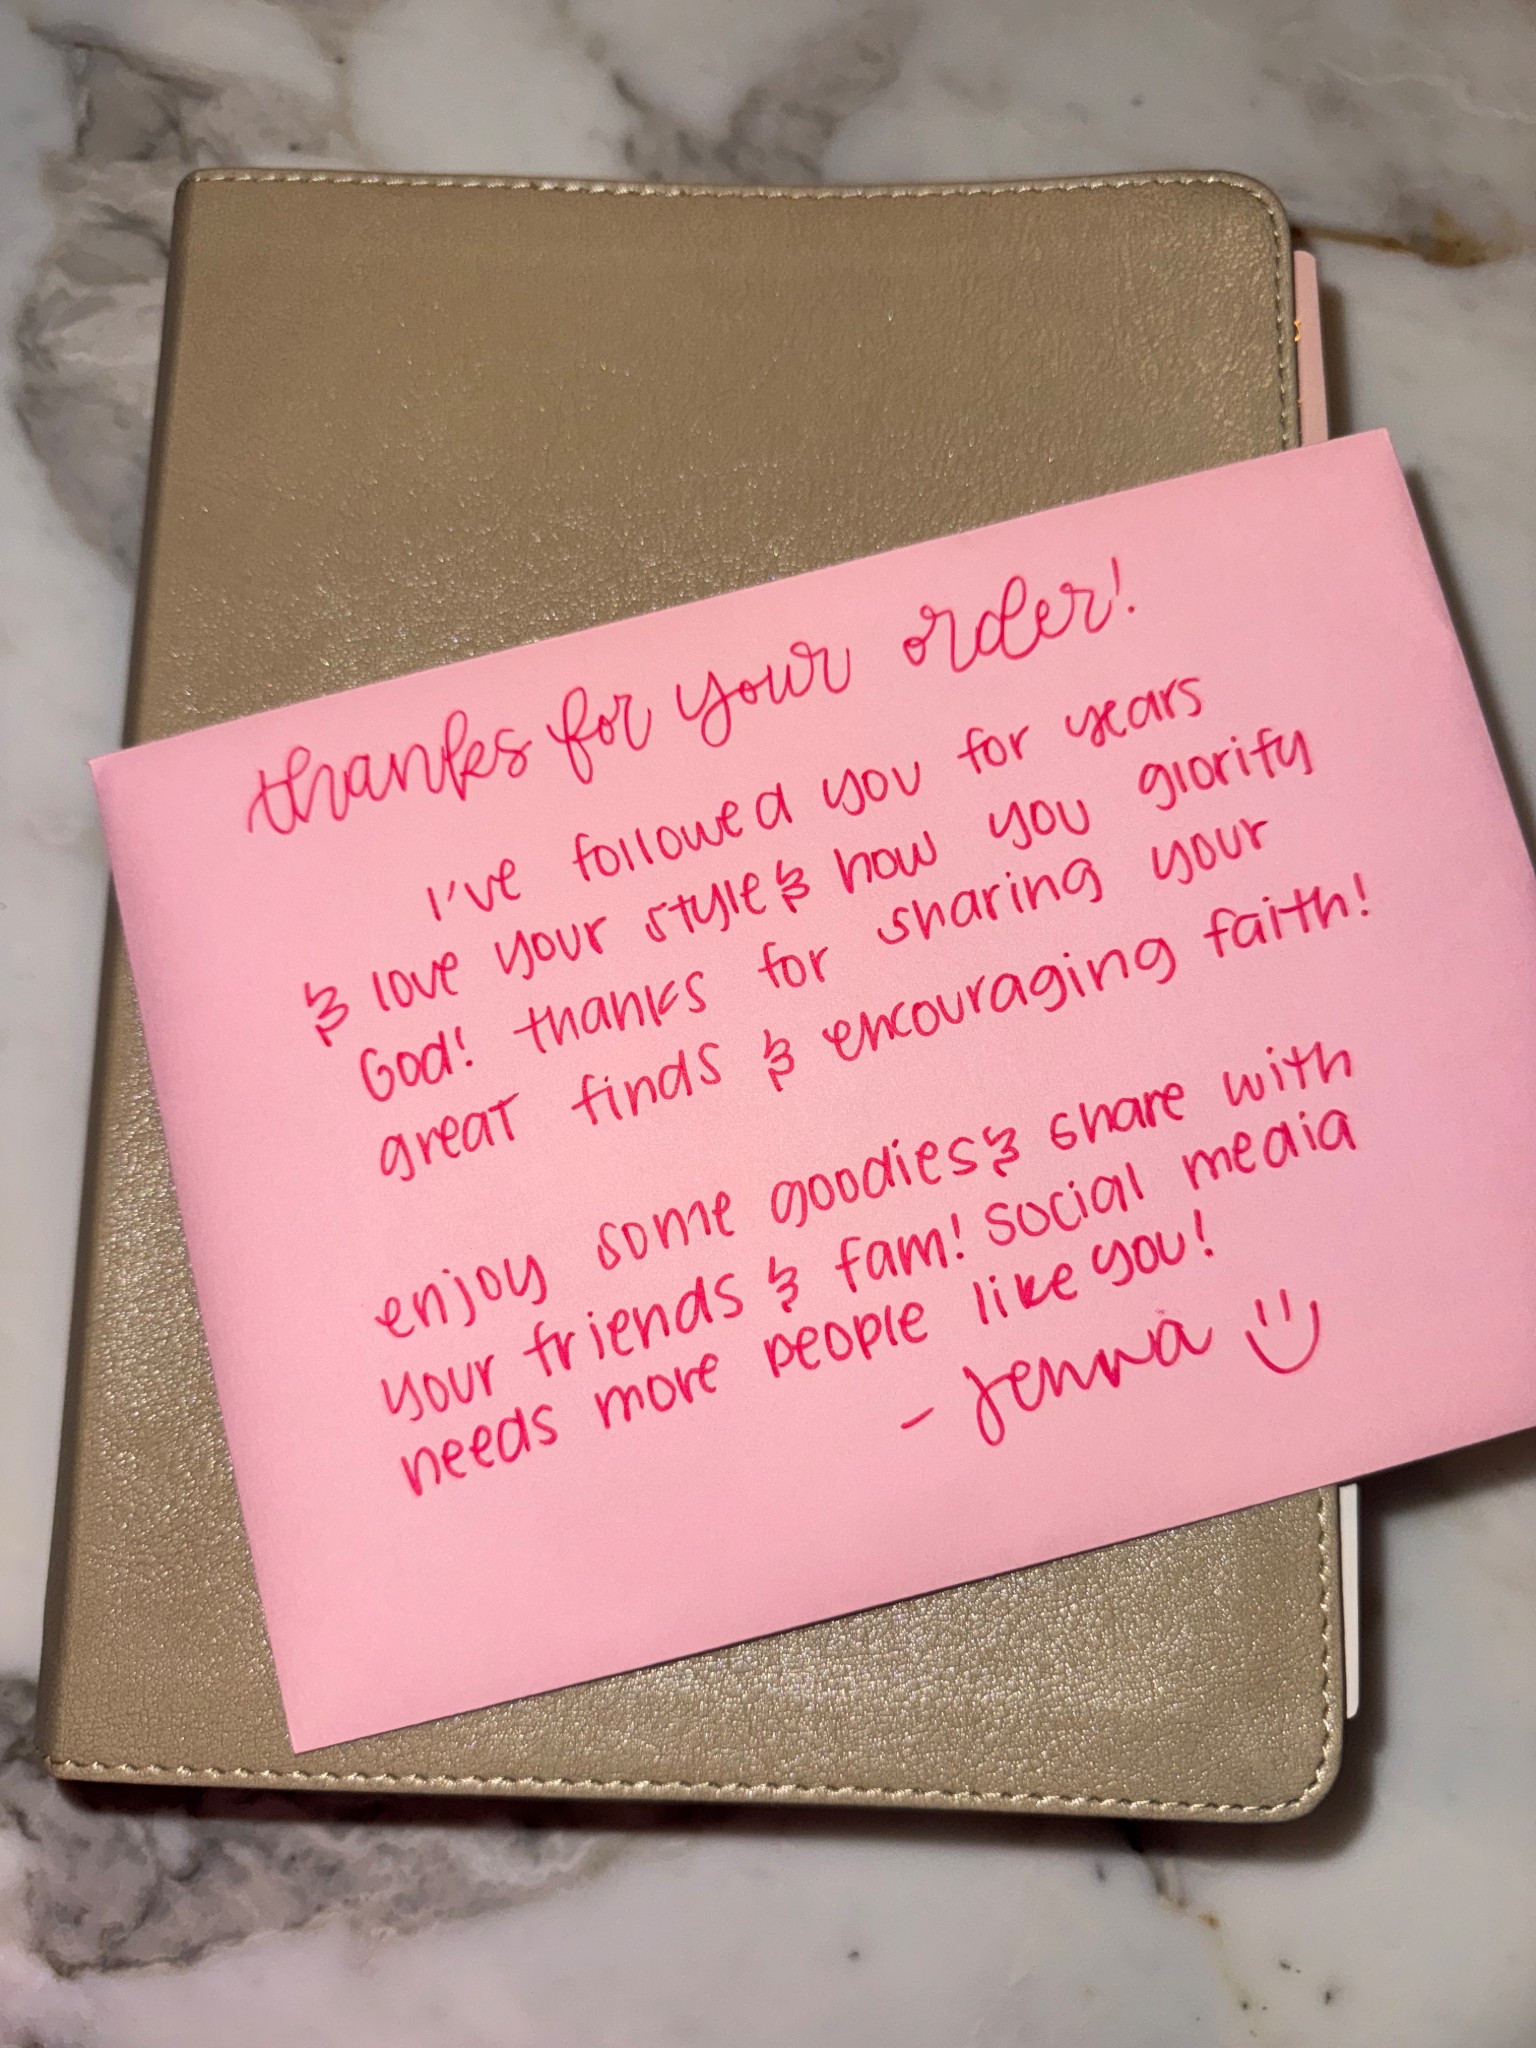 thanks for your order!
I've followed you for years
& love your style & how you glorify
God! thanks for sharing your
great finds & encouraging faith!
enjoy some goodies & share with
your friends & fam! Social media
needs more people like you!
- Jenna :)